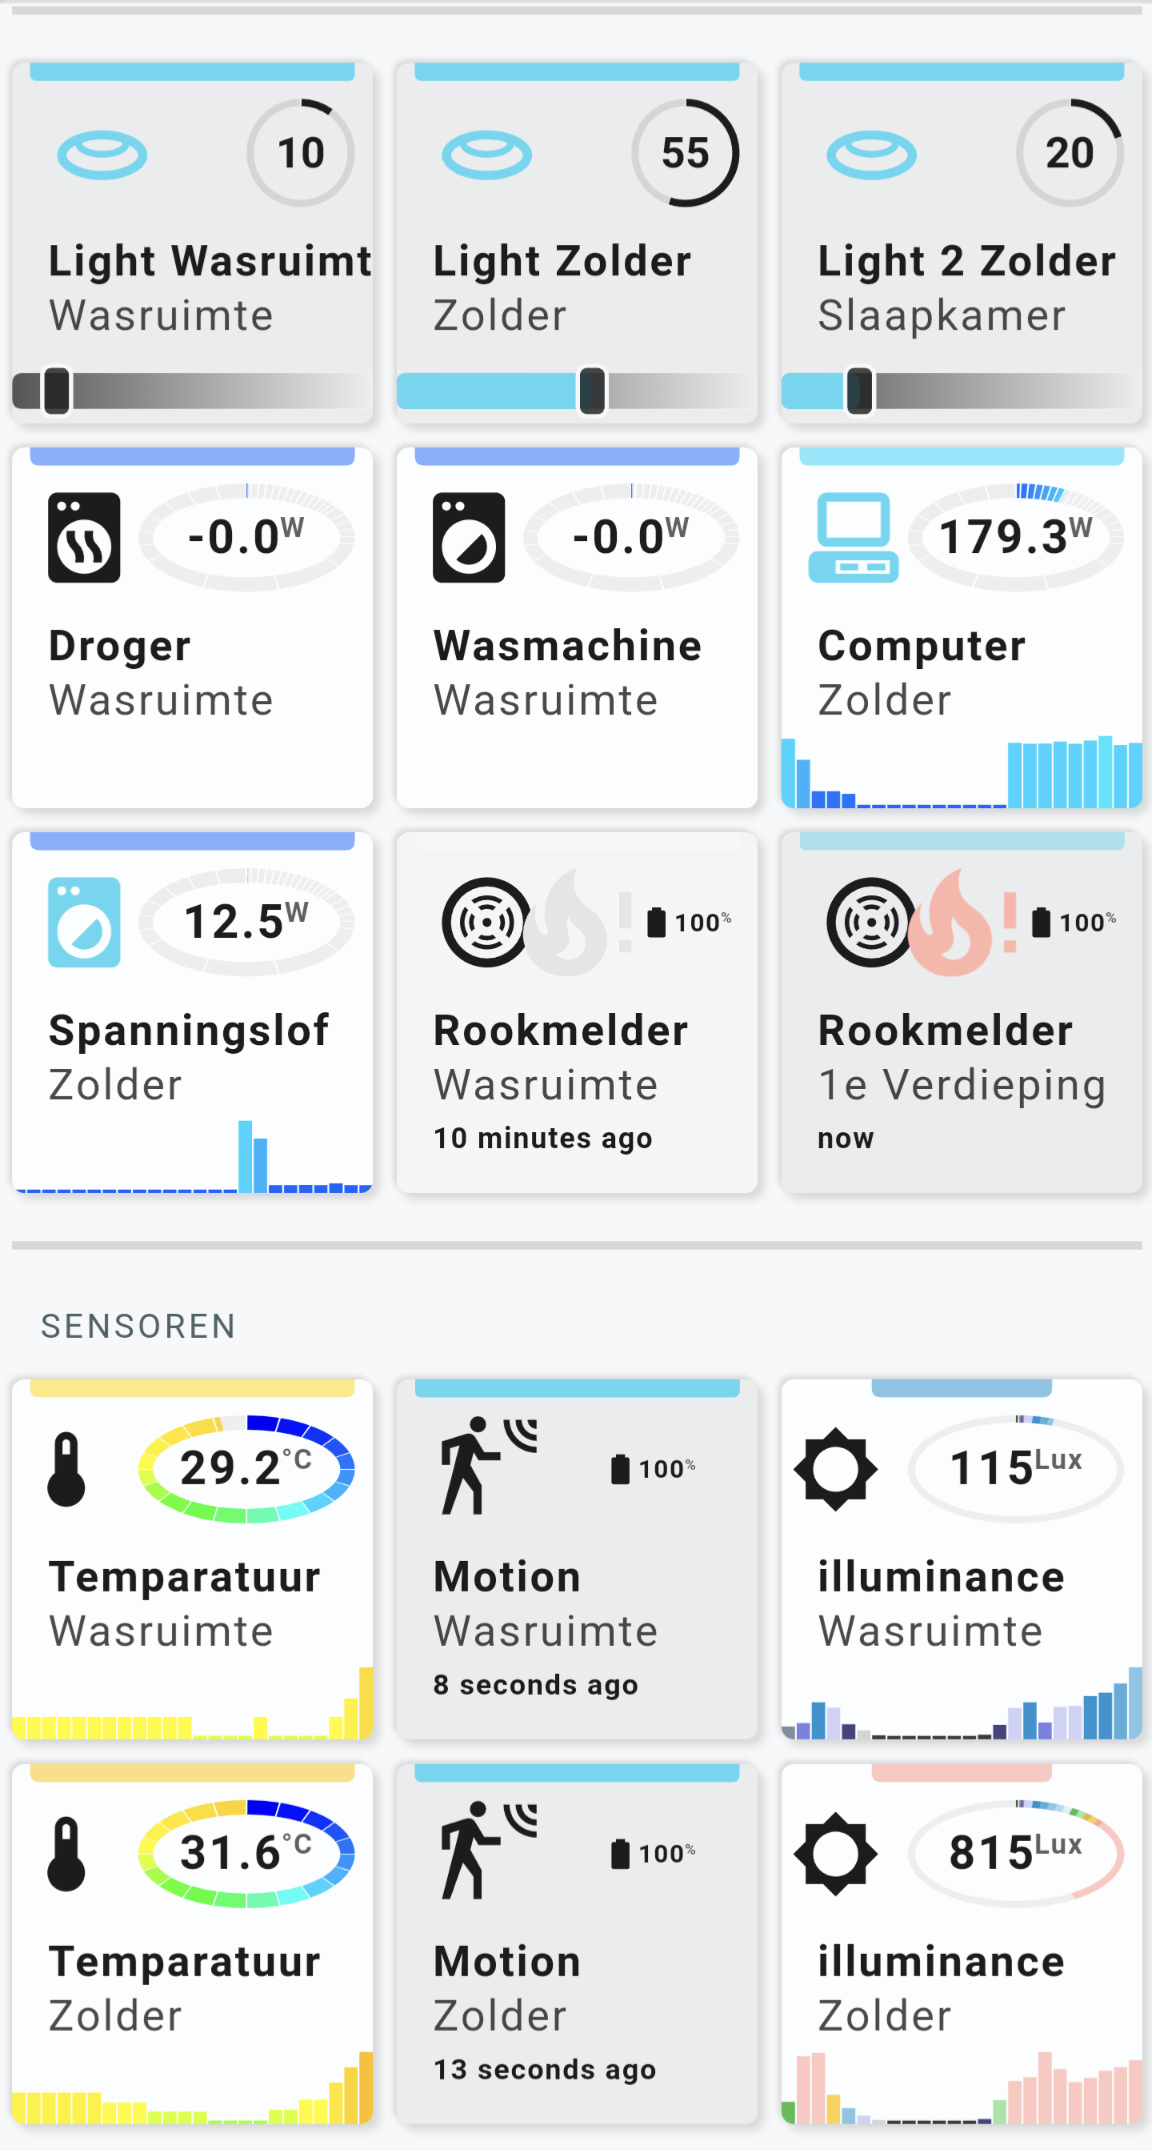 10
55
20
Light Wasruimt
Light Zolder
Light 2 Zolder
Wasruimte
Zolder
Slaapkamer
-0.0W
-0.0W
179.3W
Droger
Wasmachine
Computer
Wasruimte
Wasruimte
Zolder
12.5W
100%
100%
Spanningslof
Rookmelder
Rookmelder
Zolder
Wasruimte
1e Verdieping
10 minutes ago
now
SENSOREN
29.2°C
100%
115Lux
Temparatuur
Motion
illuminance
Wasruimte
Wasruimte
Wasruimte
8 seconds ago
31.6°C
100%
815Lux
Temparatuur
Motion
illuminance
Zolder
Zolder
Zolder
13 seconds ago